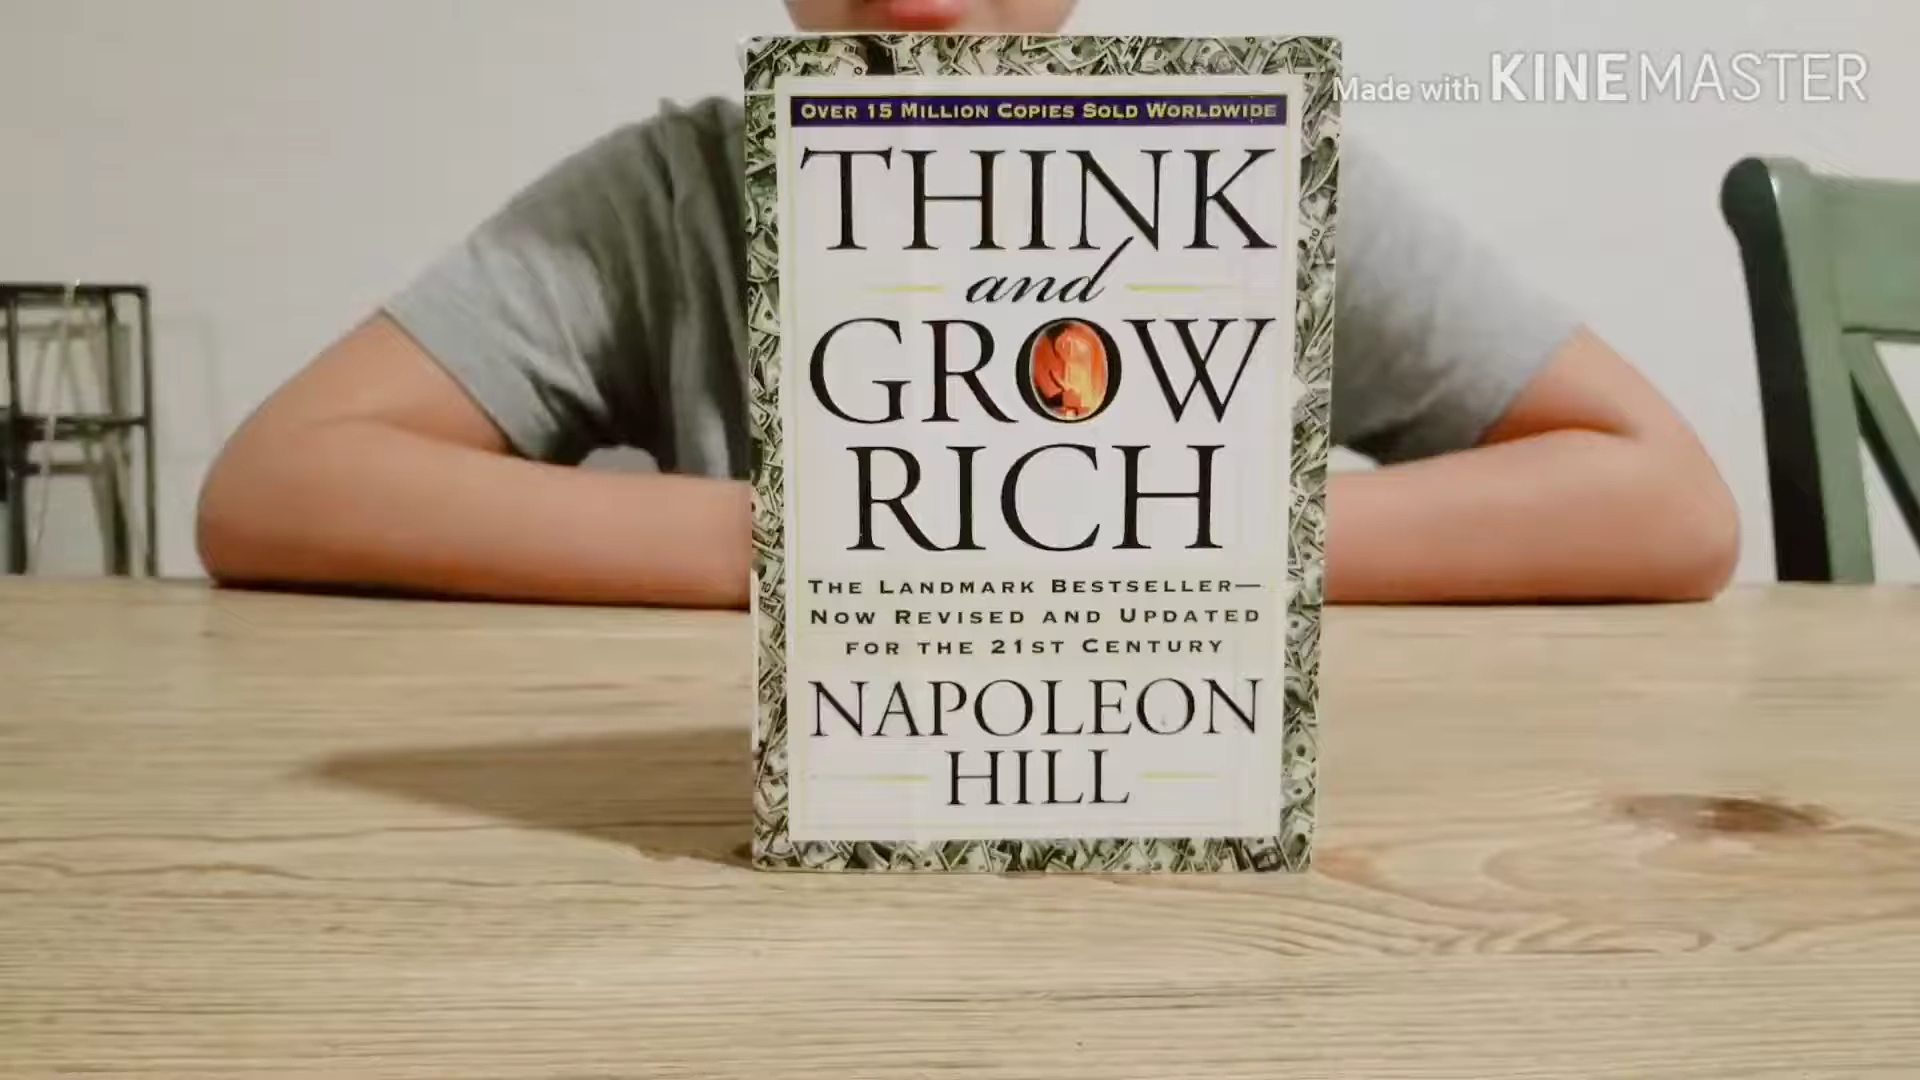 Made with KINEMASTER
OVER 15 MILLION COPIES SOLD WORLDWIDE
THINK
and
GROW
RICH
THE LANDMARK BESTSELLER—
NOW REVISED AND UPDATED
FOR THE 21ST CENTURY
NAPOLEON
HILL